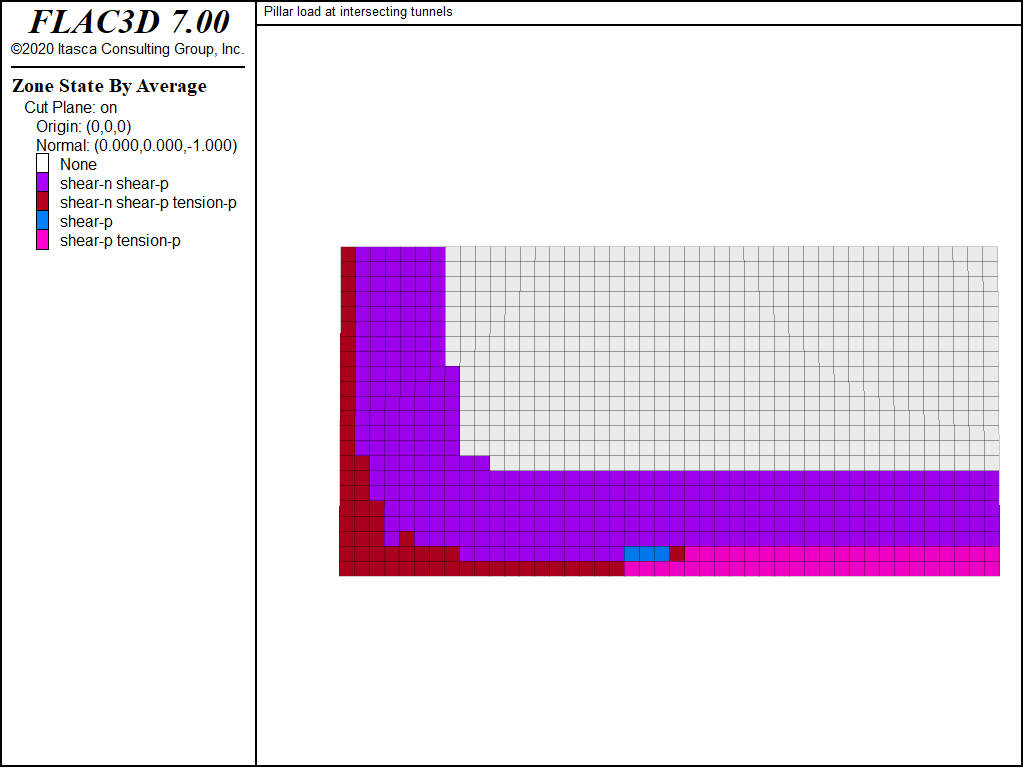 FLAC3D 7.00
©2020 Itasca Consulting Group, Inc.
Zone State By Average
Cut Plane: on
Origin: (0,0,0)
Normal: (0.000,0.000,-1.000)
None
shear-n shear-p
shear-n shear-p tension-p
shear-p
shear-p tension-p
Pillar load at intersecting tunnels